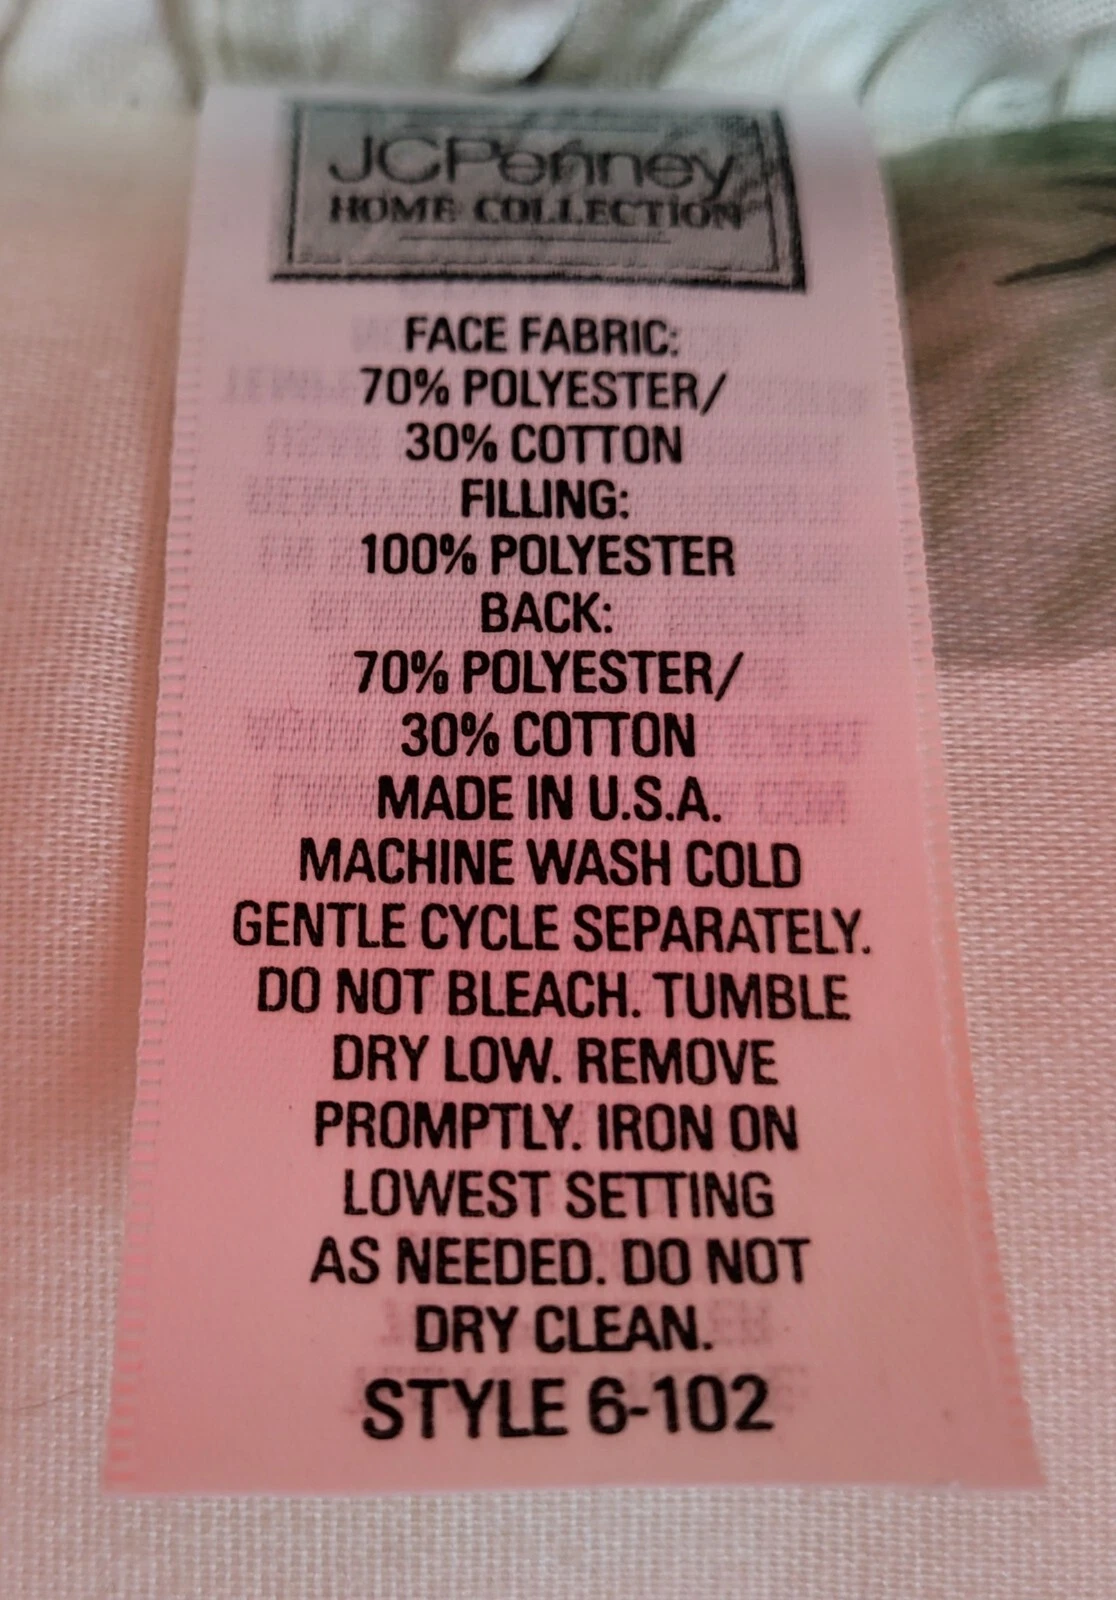 JCPenney
HOME COLLECTION
FACE FABRIC:
70% POLYESTER/
30% COTTON
FILLING:
100% POLYESTER
BACK:
70% POLYESTER/
30% COTTON
MADE IN U.S.A.
MACHINE WASH COLD
GENTLE CYCLE SEPARATELY.
DO NOT BLEACH. TUMBLE
DRY LOW. REMOVE
PROMPTLY. IRON ON
LOWEST SETTING
AS NEEDED. DO NOT
DRY CLEAN.
STYLE 6-102